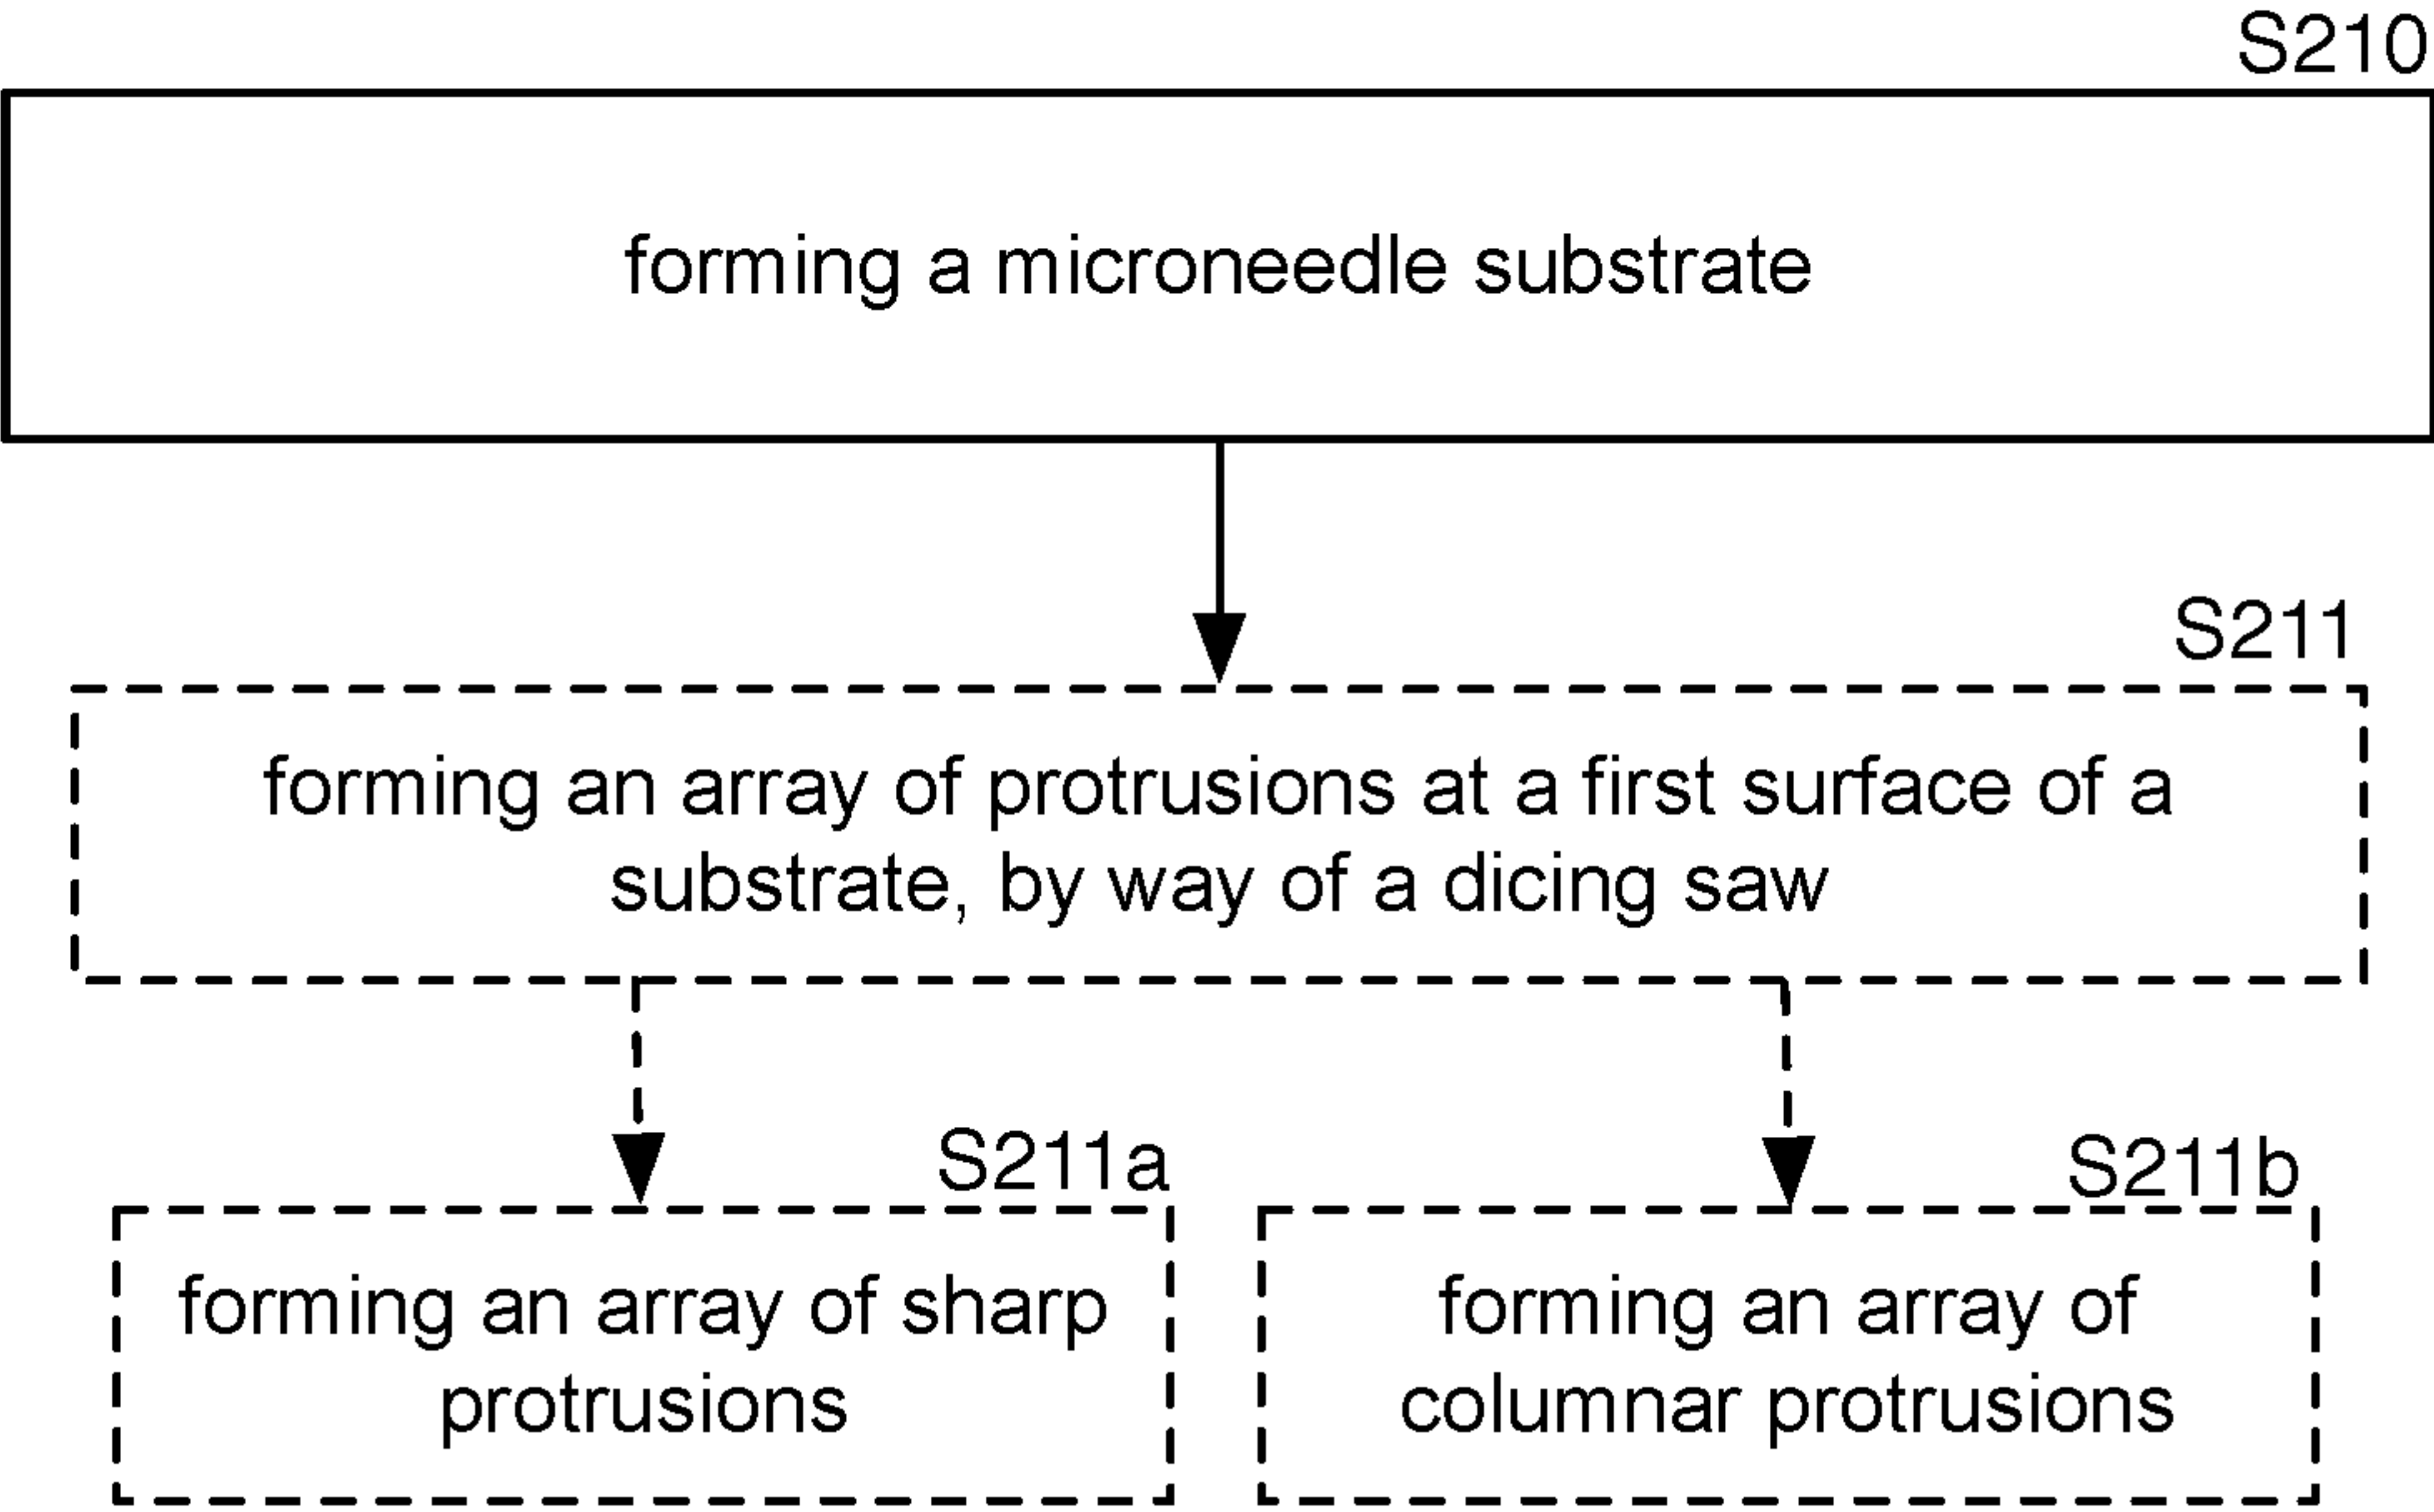 S210
forming a microneedle substrate
S211
forming an array of protrusions at a first surface of a
substrate, by way of a dicing saw
S211a
forming an array of sharp
protrusions
S211b
forming an array of
columnar protrusions